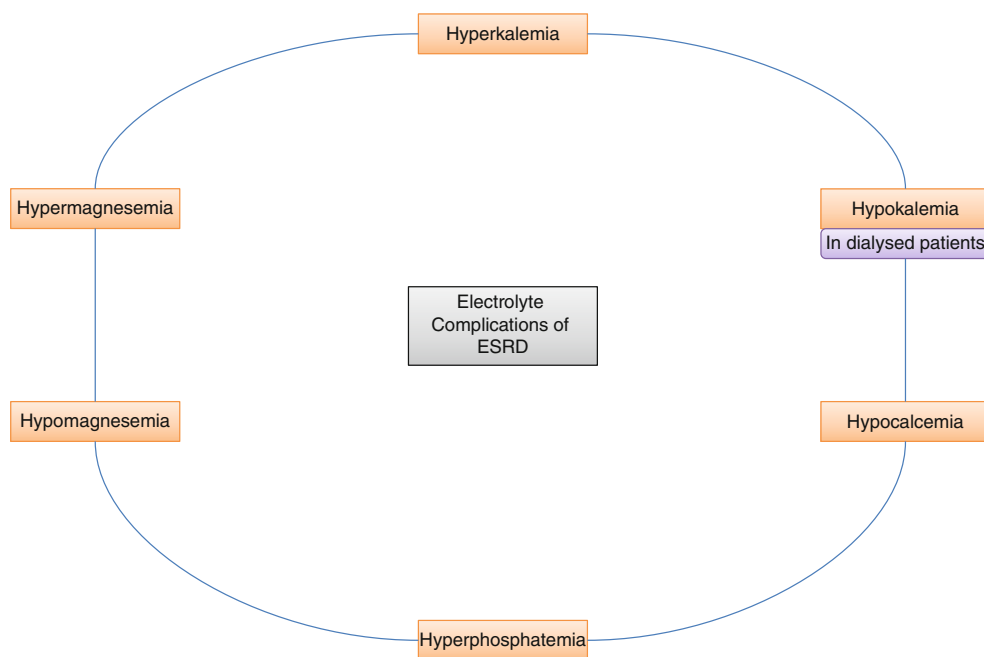 Hyperkalemia
Hypermagnesemia
Hypokalemia
In dialysed patients
Electrolyte
Complications of
ESRD
Hypomagnesemia
Hypocalcemia
Hyperphosphatemia